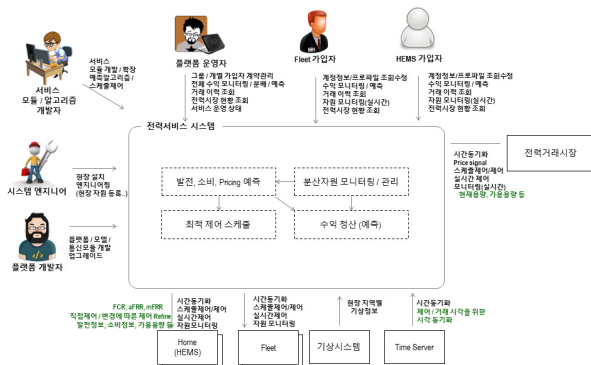 서비스
모듈 / 알고리즘
개발자
서비스
모듈 개발 / 확장
예측알고리즘 /
스케줄제어
플랫폼 운영자
그룹 / 개별 가입자 계약관리
전체 수익 모니터링 / 분배 / 예측
거래 이력 조회
전력시장 현황 조회
서비스 운영 상태
Fleet 가입자
계정정보/프로파일 조회수정
수익 모니터링 / 예측
거래 이력 조회
자원 모니터링(실시간)
전력시장 현황 조회
HEMS 가입자
계정정보/프로파일 조회수정
수익 모니터링 / 예측
거래 이력 조회
자원 모니터링(실시간)
전력시장 현황 조회
전력서비스 시스템
시스템 엔지니어
현장 설치
엔지니어링
(현장 자원 등록..)
발전, 소비, Pricing 예측
분산자원 모니터링 / 관리
최적 제어 스케줄
수익 정산 (예측)
시간동기화
Price signal
스케줄제어/제어
실시간 제어
모니터링(실시간)
현재용량, 가용용량 등
전력거래시장
플랫폼 개발자
플랫폼 / 모델 /
통신모듈 개발
업그레이드
FCR, aFRR, mFRR
직접제어 / 변경에 따른 제어 Refine
발전정보, 소비정보, 가용용량 등
시간동기화
스케줄제어/제어
실시간제어
자원모니터링
시간동기화
스케줄제어/제어
실시간제어
자원 모니터링
현장 지역별
기상정보
시간동기화
제어 / 거래 시각을 위한
시각 동기화
Home
(HEMS)
Fleet
기상시스템
Time Server